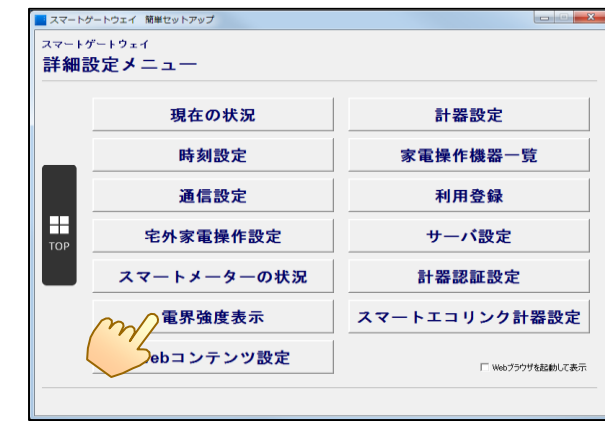 スマートゲートウェイ 簡単セットアップ
スマートゲートウェイ
詳細設定メニュー
現在の状況
計器設定
時刻設定
家電操作機器一覧
通信設定
利用登録
TOP
宅外家電操作設定
サーバ設定
スマートメーターの状況
計器認証設定
電界強度表示
スマートエコリンク計器設定
ebコンテンツ設定
Webブラウザを起動して表示